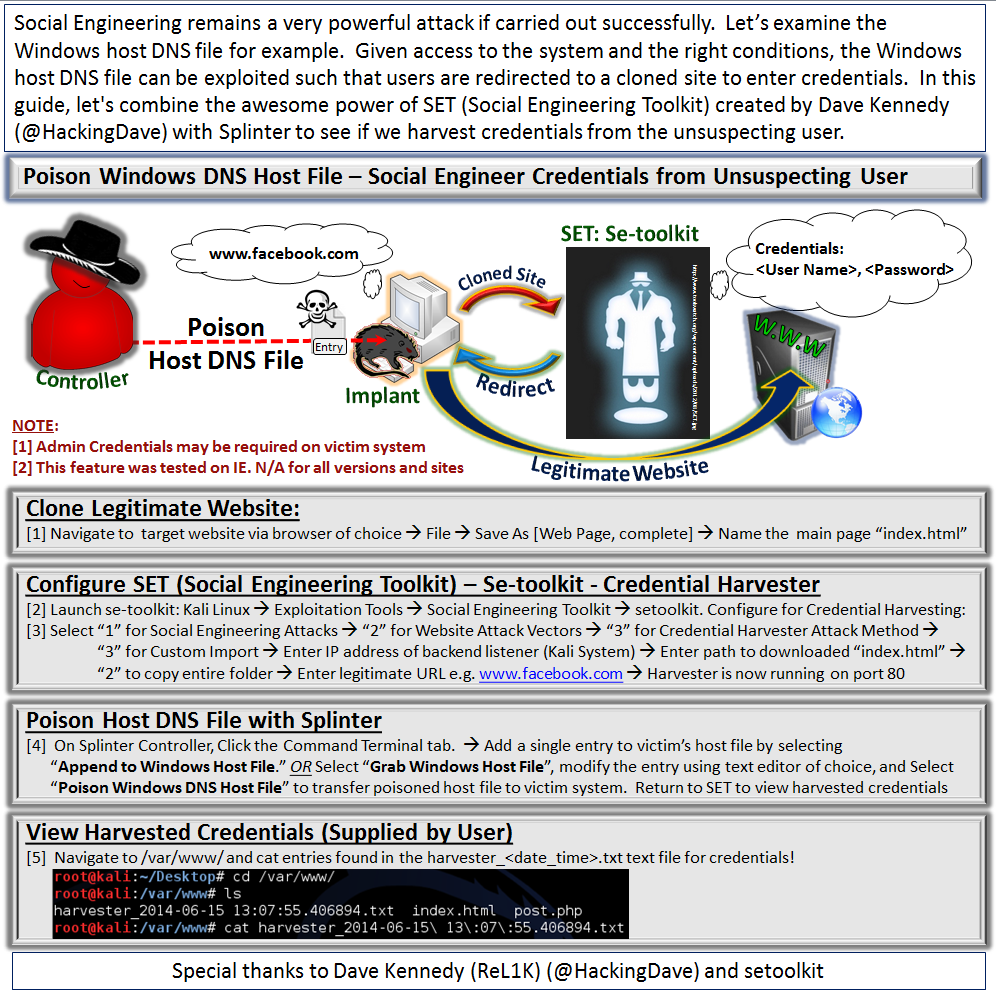 Social Engineering remains a very powerful attack if carried out successfully.  Let’s examine the
Windows host DNS file for example.  Given access to the system and the right conditions, the Windows
host DNS file can be exploited such that users are redirected to a cloned site to enter credentials.  In this
guide, let's combine the awesome power of SET (Social Engineering Toolkit) created by Dave Kennedy
(@HackingDave) with Splinter to see if we harvest credentials from the unsuspecting user.
Poison Windows DNS Host File – Social Engineer Credentials from Unsuspecting User
www.facebook.com
SET: Se-toolkit
Credentials:
<User Name>, <Password>
Cloned Site
Poison
Host DNS File
Entry
Controller
Implant
Redirect
W.W.W
Legitimate Website
NOTE:
[1] Admin Credentials may be required on victim system
[2] This feature was tested on IE. N/A for all versions and sites
Clone Legitimate Website:
[1] Navigate to  target website via browser of choice → File → Save As [Web Page, complete] → Name the  main page “index.html”
Configure SET (Social Engineering Toolkit) – Se-toolkit - Credential Harvester
[2] Launch se-toolkit: Kali Linux → Exploitation Tools → Social Engineering Toolkit → setoolkit. Configure for Credential Harvesting:
[3] Select “1” for Social Engineering Attacks → “2” for Website Attack Vectors → “3” for Credential Harvester Attack Method →
“3” for Custom Import → Enter IP address of backend listener (Kali System) → Enter path to downloaded “index.html” →
“2” to copy entire folder → Enter legitimate URL e.g. www.facebook.com → Harvester is now running on port 80
Poison Host DNS File with Splinter
[4]  On Splinter Controller, Click the Command Terminal tab.  → Add a single entry to victim’s host file by selecting
“Append to Windows Host File.” OR Select “Grab Windows Host File”, modify the entry using text editor of choice, and Select
“Poison Windows DNS Host File” to transfer poisoned host file to victim system.  Return to SET to view harvested credentials
View Harvested Credentials (Supplied by User)
[5]  Navigate to /var/www/ and cat entries found in the harvester_<date_time>.txt text file for credentials!
root@kali:~/Desktop# cd /var/www/
root@kali:/var/www# ls
harvester_2014-06-15 13:07:55.406894.txt  index.html  post.php
root@kali:/var/www# cat harvester_2014-06-15\ 13\:07\:55.406894.txt
Special thanks to Dave Kennedy (ReL1K) (@HackingDave) and setoolkit